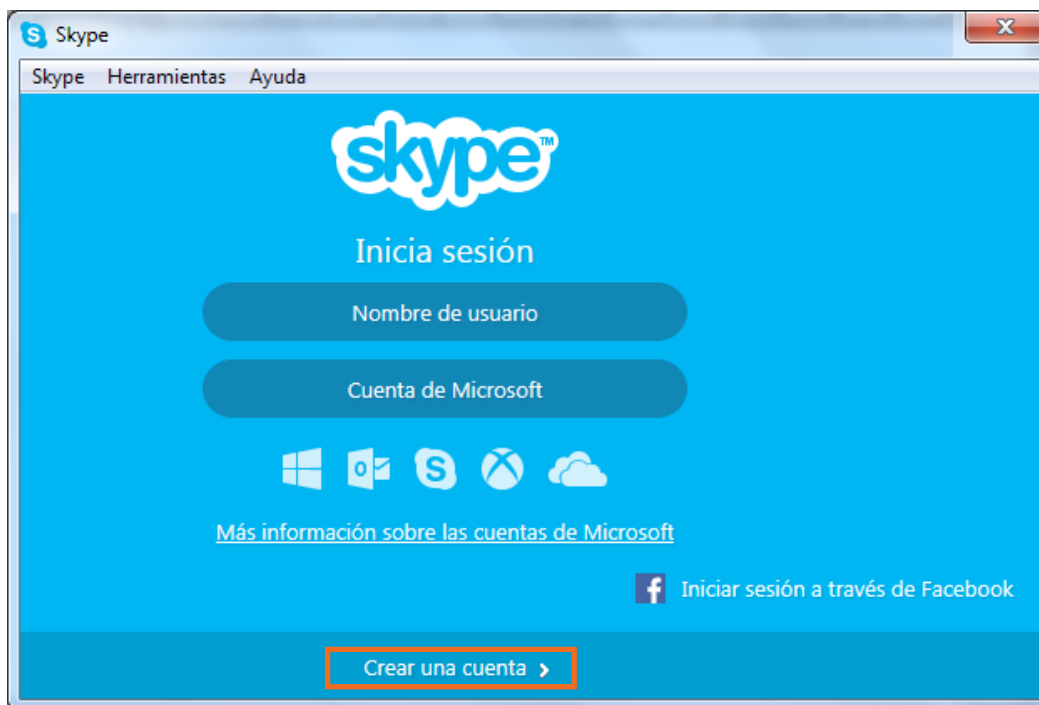 Skype
Skype Herramientas Ayuda
skype™
Inicia sesión
Nombre de usuario
Cuenta de Microsoft
Más información sobre las cuentas de Microsoft
Iniciar sesión a través de Facebook
Crear una cuenta